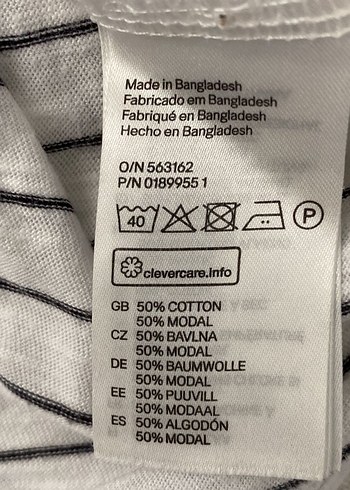 Made in Bangladesh
Fabricado em Bangladesh
Fabriqué en Bangladesh
Hecho en Bangladesh
O/N 563162
P/N 0189955 1
40 P
clevercare.info
GB 50% COTTON
50% MODAL
CZ 50% BAVLNA
50% MODAL
DE 50% BAUMWOLLE
50% MODAL
EE 50% PUUVILL
50% MODAAL
ES 50% ALGODÓN
50% MODAL